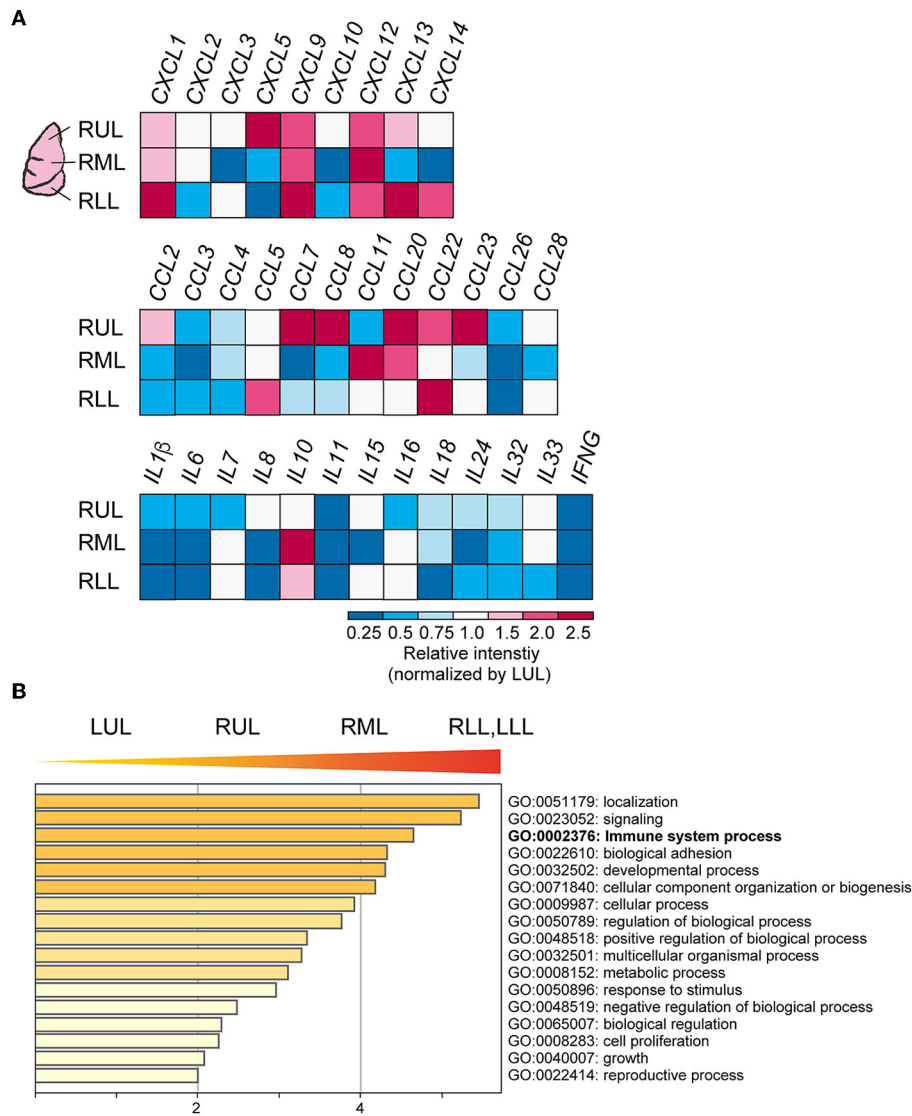 A
CXCL1 CXCL2 CXCL3 CXCL5 CXCL9 CXCL10 CXCL12 CXCL13 CXCL14
RUL
RML
RLL
CCL2 CCL3 CCL4 CCL5 CCL7 CCL8 CCL11 CCL20 CCL22 CCL23 CCL26 CCL28
RUL
RML
RLL
IL1β IL6 IL7 IL8 IL10 IL11 IL15 IL16 IL18 IL24 IL32 IL33 IFNG
RUL
RML
RLL
0.25 0.5 0.75 1.0 1.5 2.0 2.5
Relative intenstiy
(normalized by LUL)
B
LUL RUL RML RLL,LLL
GO:0051179: localization
GO:0023052: signaling
GO:0002376: Immune system process
GO:0022610: biological adhesion
GO:0032502: developmental process
GO:0071840: cellular component organization or biogenesis
GO:0009987: cellular process
GO:0050789: regulation of biological process
GO:0048518: positive regulation of biological process
GO:0032501: multicellular organismal process
GO:0008152: metabolic process
GO:0050896: response to stimulus
GO:0048519: negative regulation of biological process
GO:0065007: biological regulation
GO:0008283: cell proliferation
GO:0040007: growth
GO:0022414: reproductive process
2 4